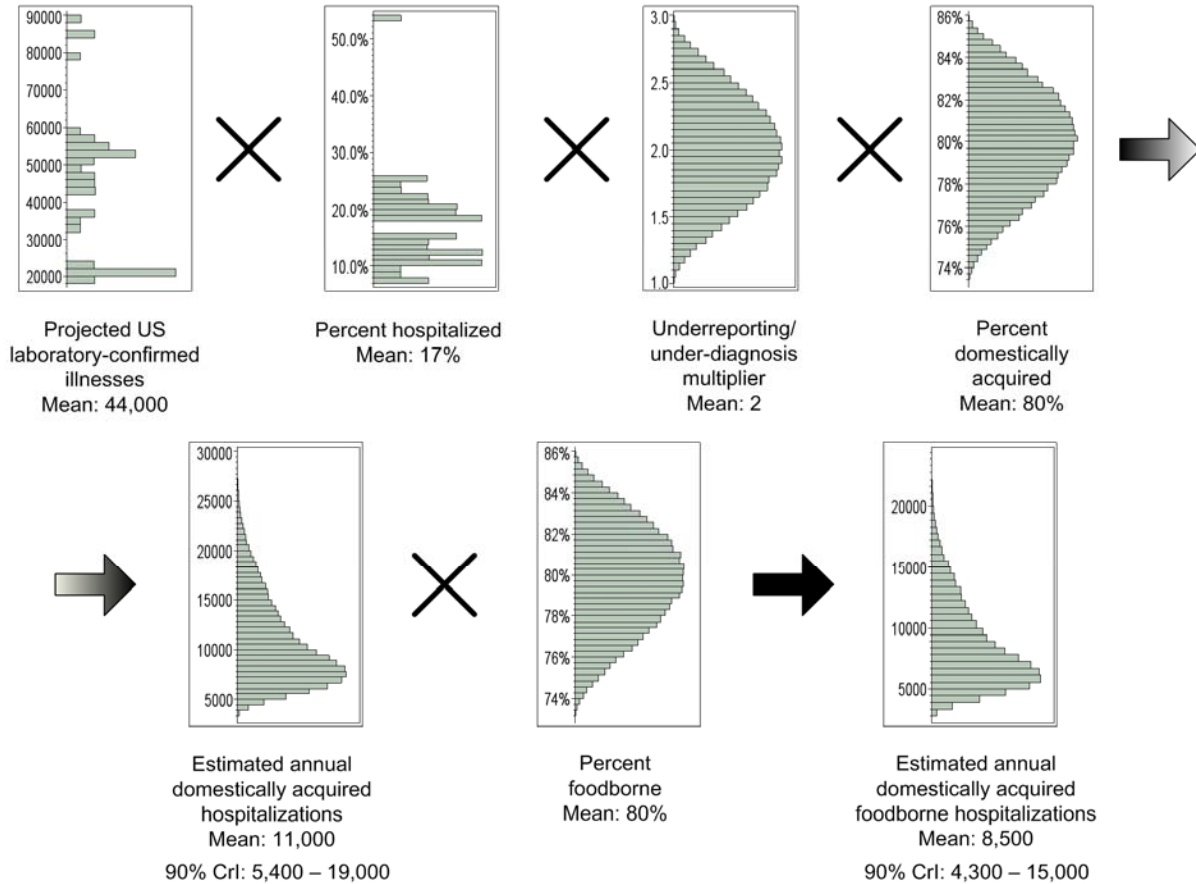 90000
80000
70000
60000
50000
40000
30000
20000
Projected US
laboratory-confirmed
illnesses
Mean: 44,000
50.0%
40.0%
30.0%
20.0%
10.0%
Percent hospitalized
Mean: 17%
3.0
2.5
2.0
1.5
1.0
Underreporting/
under-diagnosis
multiplier
Mean: 2
86%
84%
82%
80%
78%
76%
74%
Percent
domestically
acquired
Mean: 80%
30000
25000
20000
15000
10000
5000
Estimated annual
domestically acquired
hospitalizations
Mean: 11,000
90% CrI: 5,400 – 19,000
86%
84%
82%
80%
78%
76%
74%
Percent
foodborne
Mean: 80%
20000
15000
10000
5000
Estimated annual
domestically acquired
foodborne hospitalizations
Mean: 8,500
90% CrI: 4,300 – 15,000